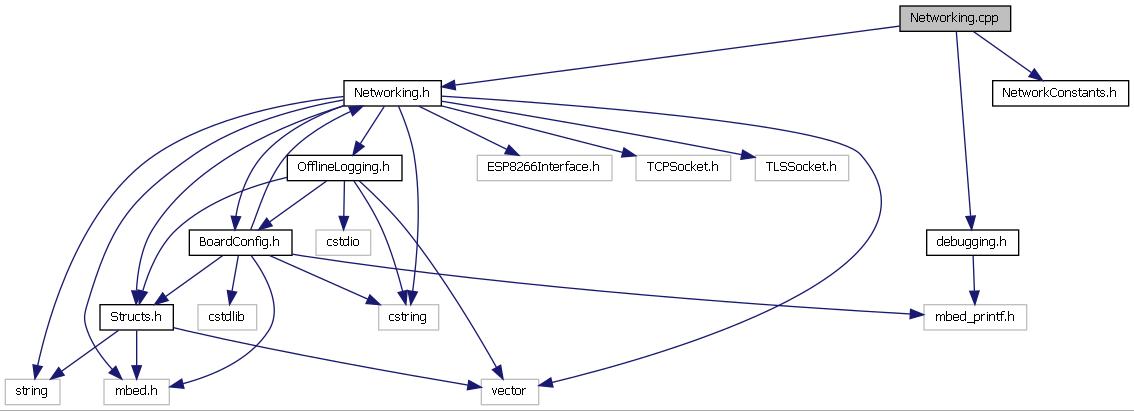 Networking.cpp
Networking.h
NetworkConstants.h
OfflineLogging.h
ESP8266Interface.h
TCPSocket.h
TLSSocket.h
BoardConfig.h
cstdio
debugging.h
Structs.h
cstdlib
cstring
mbed_printf.h
string
mbed.h
vector